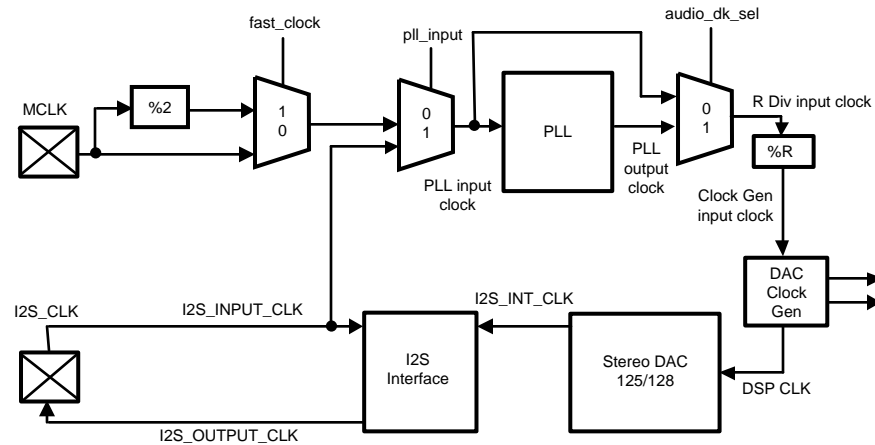 fast_clock
pll_input
audio_dk_sel
MCLK
%2
1
0
0
1
PLL
0
1
R Div input clock
%R
PLL input
clock
PLL
output
clock
Clock Gen
input clock
DAC
Clock
Gen
I2S_CLK
I2S_INPUT_CLK
I2S_INT_CLK
I2S
Interface
Stereo DAC
125/128
DSP CLK
I2S_OUTPUT_CLK